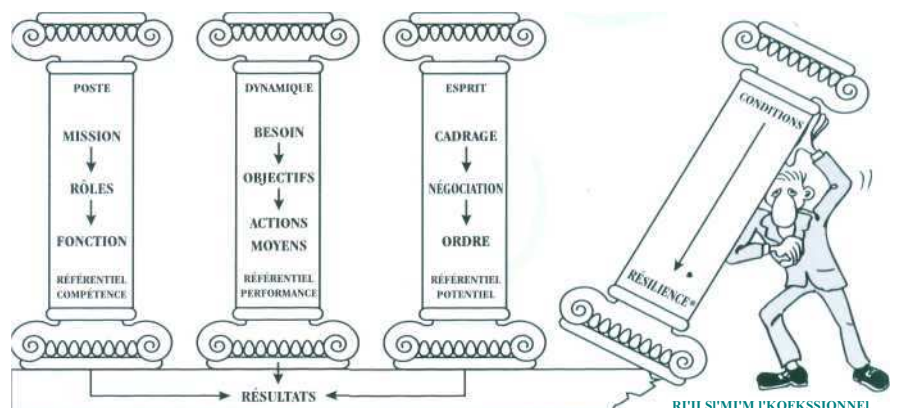 POSTE
MISSION
RÔLES
FONCTION
RÉFÉRENTIEL
COMPÉTENCE
DYNAMIQUE
BESOIN
OBJECTIFS
ACTIONS
MOYENS
RÉFÉRENTIEL
PERFORMANCE
ESPRIT
CADRAGE
NÉGOCIATION
ORDRE
RÉFÉRENTIEL
POTENTIEL
CONDITIONS
RÉSILIENCE*
RÉSULTATS